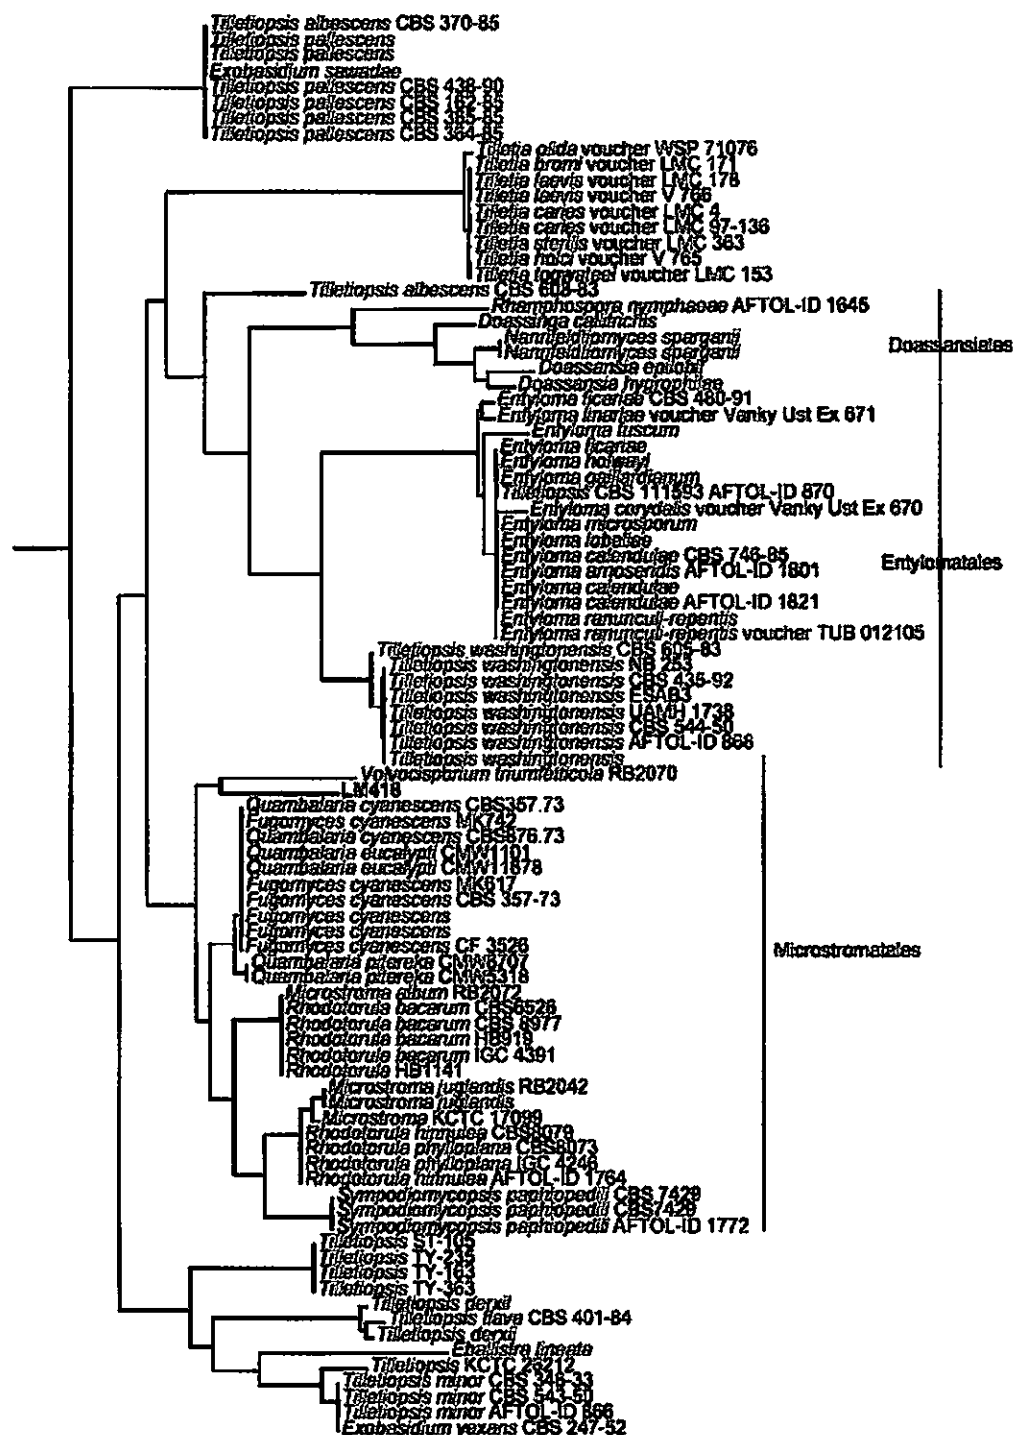 Tilletiopsis albescens CBS 370-85
Tilletiopsis pallescens
Tilletiopsis pallescens
Exobasidium sawadae
Tilletiopsis pallescens CBS 438-90
Tilletiopsis pallescens CBS 162-85
Tilletiopsis pallescens CBS 365-85
Tilletiopsis pallescens CBS 364-85
Tilletia olida voucher WSP 71076
Tilletia bromi voucher LMC 171
Tilletia laevis voucher LMC 178
Tilletia laevis voucher V 766
Tilletia caries voucher LMC 4
Tilletia caries voucher LMC 97-136
Tilletia sterilis voucher LMC 363
Tilletia holci voucher V 765
Tilletia togwateei voucher LMC 153
Tilletiopsis albescens CBS 608-83
Rhamphospora nymphaeae AFTOL-ID 1645
Doassinga callitrichis
Nannfeldtiomyces sparganii
Nannfeldtiomyces sparganii
Doassansiales
Doassansia epilobii
Doassansia hygrophilae
Entyloma ficariae CBS 480-91
Entyloma linariae voucher Vanky Ust Ex 671
Entyloma fuscum
Entyloma ficariae
Entyloma holwayi
Entyloma gaillardianum
Tilletiopsis CBS 111593 AFTOL-ID 870
Entyloma corydalis voucher Vanky Ust Ex 670
Entyloma microsporum
Entyloma lobeliae
Entyloma calendulae CBS 746-85
Entylomatales
Entyloma arnoseridis AFTOL-ID 1801
Entyloma calendulae
Entyloma calendulae AFTOL-ID 1821
Entyloma ranunculi-repentis
Entyloma ranunculi-repentis voucher TUB 012105
Tilletiopsis washingtonensis CBS 605-83
Tilletiopsis washingtonensis NB 253
Tilletiopsis washingtonensis CBS 435-92
Tilletiopsis washingtonensis ESAB3
Tilletiopsis washingtonensis UAMH 1738
Tilletiopsis washingtonensis CBS 544-50
Tilletiopsis washingtonensis AFTOL-ID 868
Tilletiopsis washingtonensis
Volvocisporium triumfetticola RB2070
LM418
Quambalaria cyanescens CBS357.73
Fugomyces cyanescens MK742
Quambalaria cyanescens CBS876.73
Quambalaria eucalypti CMW1101
Quambalaria eucalypti CMW11678
Fugomyces cyanescens MK617
Fugomyces cyanescens CBS 357-73
Fugomyces cyanescens
Fugomyces cyanescens
Fugomyces cyanescens CF 3526
Microstromatales
Quambalaria pitereka CMW6707
Quambalaria pitereka CMW5318
Microstroma album RB2072
Rhodotorula bacarum CBS6526
Rhodotorula bacarum CBS 8977
Rhodotorula bacarum HB919
Rhodotorula bacarum IGC 4391
Rhodotorula HB1141
Microstroma juglandis RB2042
Microstroma juglandis
Microstroma KCTC 17099
Rhodotorula hinnulea CBS8079
Rhodotorula phylloplana CBS8073
Rhodotorula phylloplana IGC 4246
Rhodotorula hinnulea AFTOL-ID 1764
Sympodiomycopsis paphiopedili CBS 7429
Sympodiomycopsis paphiopedili CBS7429
Sympodiomycopsis paphiopedili AFTOL-ID 1772
Tilletiopsis ST-105
Tilletiopsis TY-235
Tilletiopsis TY-163
Tilletiopsis TY-363
Tilletiopsis derxii
Tilletiopsis flava CBS 401-84
Tilletiopsis derxii
Eballistra lineata
Tilletiopsis KCTC 26212
Tilletiopsis minor CBS 346-33
Tilletiopsis minor CBS 543-50
Tilletiopsis minor AFTOL-ID 866
Exobasidium vexans CBS 247-52